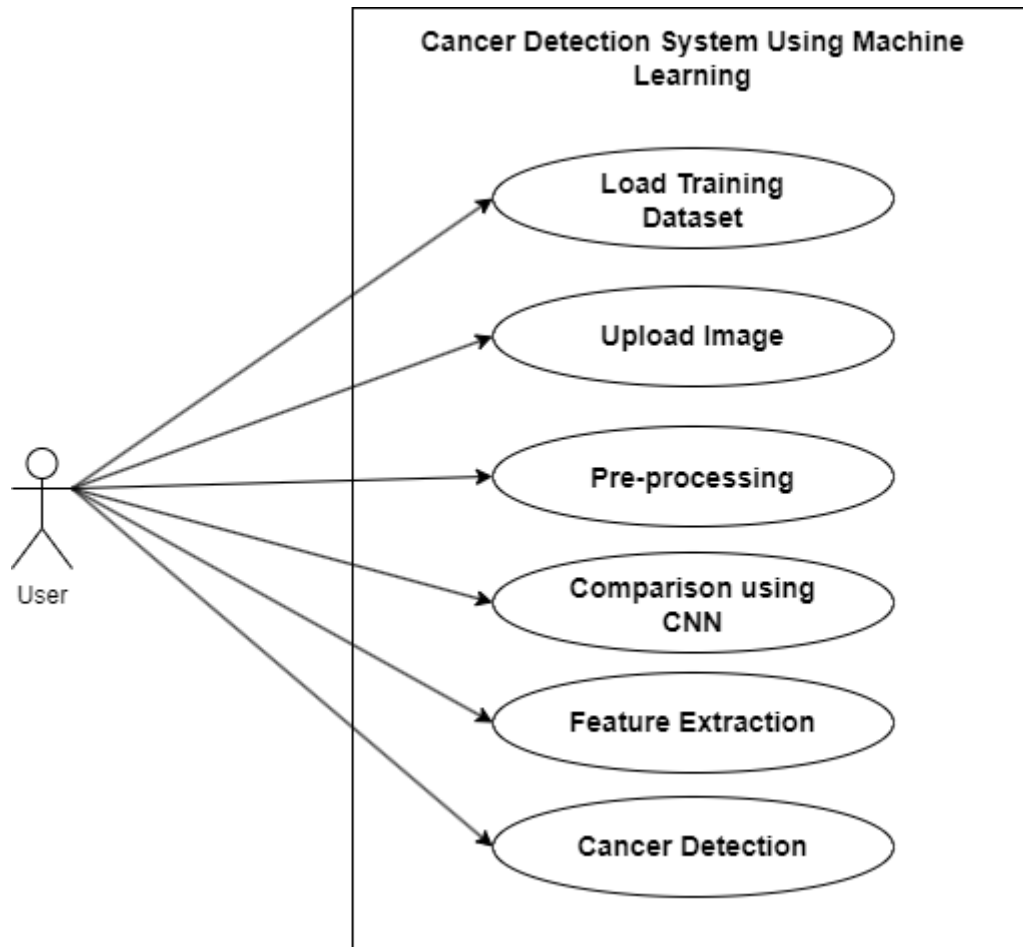 Cancer Detection System Using Machine
Learning
Load Training
Dataset
Upload Image
Pre-processing
User
Comparison using
CNN
Feature Extraction
Cancer Detection